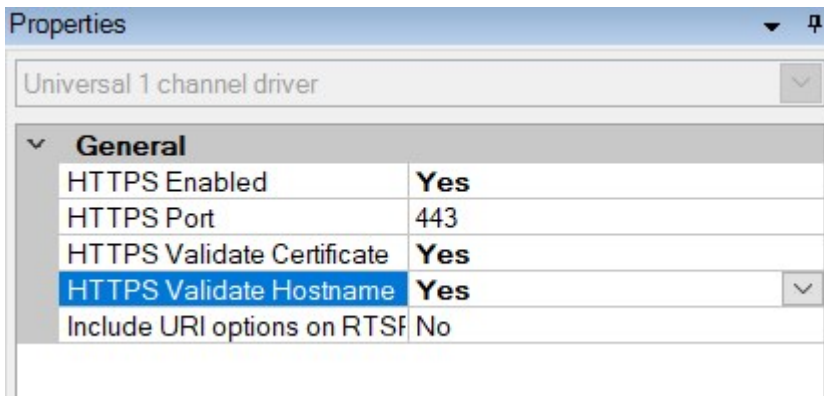 Properties
Universal 1 channel driver
General
HTTPS Enabled Yes
HTTPS Port 443
HTTPS Validate Certificate Yes
HTTPS Validate Hostname Yes
Include URI options on RTSP No